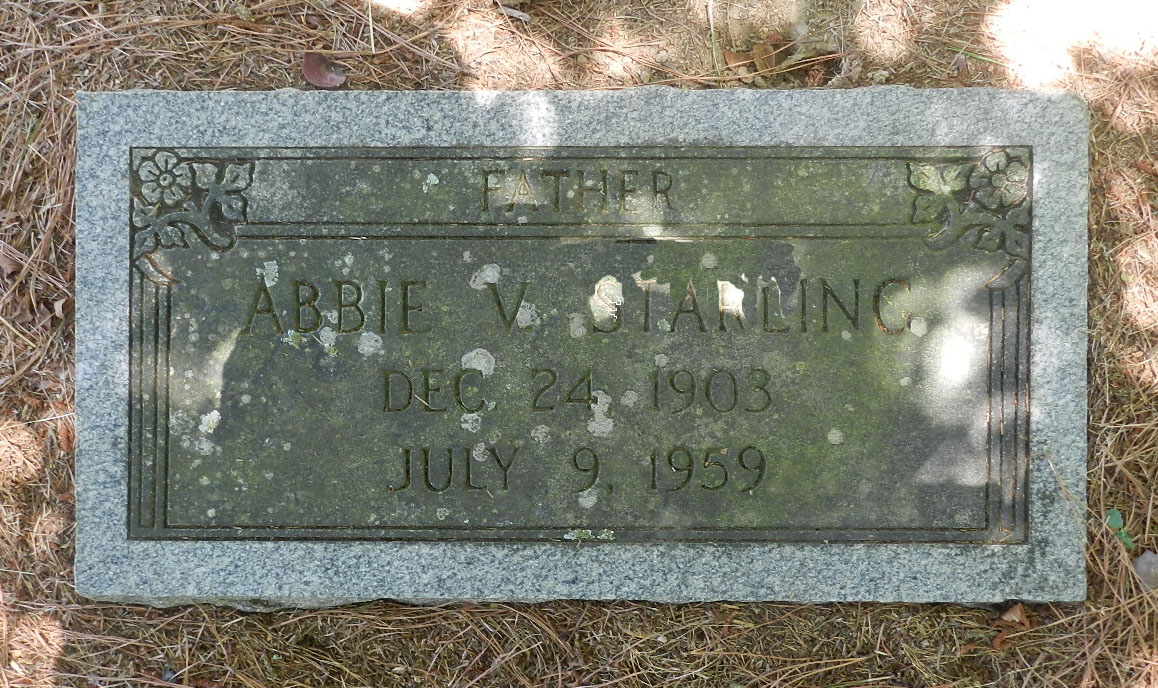 FATHER
ABBIE V. STARLING
DEC. 24, 1903
JULY 9, 1959